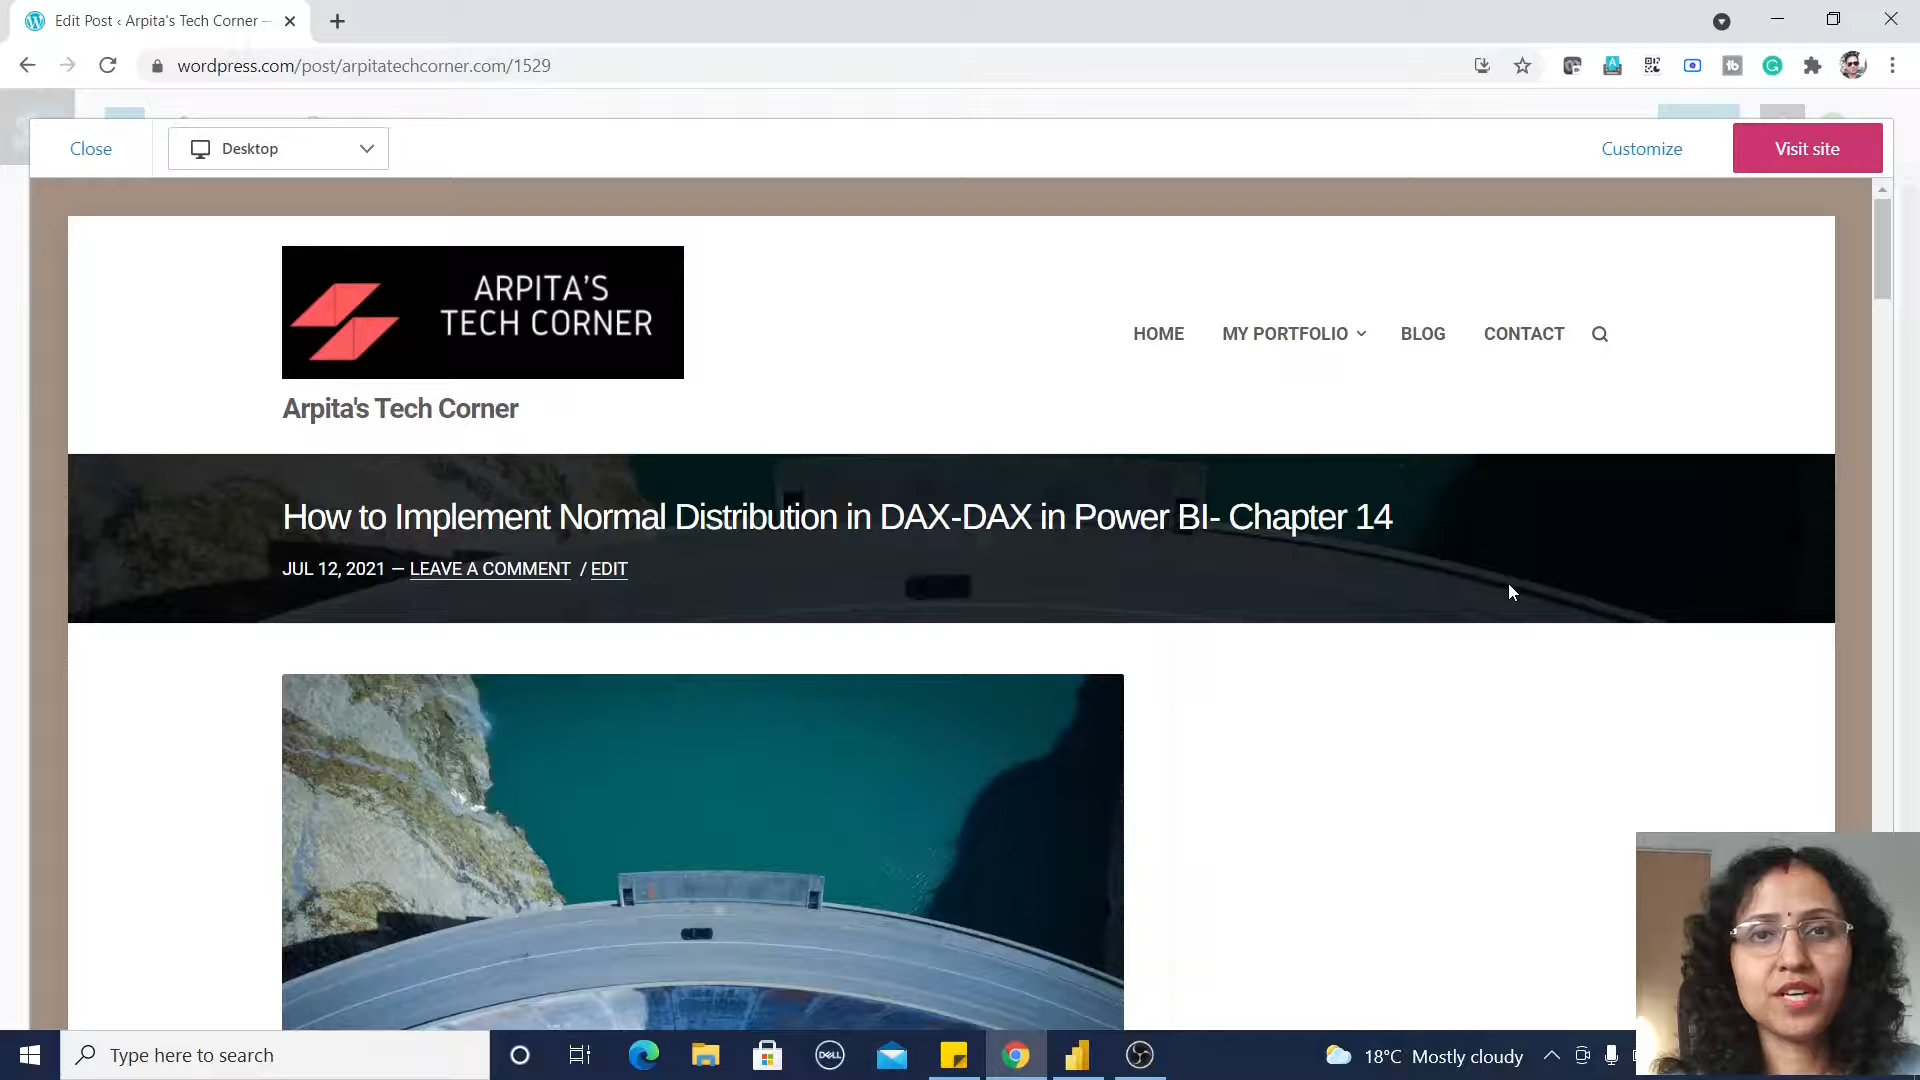 Edit Post ‹ Arpita's Tech Corner —
wordpress.com/post/arpitatechcorner.com/1529
Close
Desktop
Customize
Visit site
ARPITA'S
TECH CORNER
HOME
MY PORTFOLIO
BLOG
CONTACT
Arpita's Tech Corner
How to Implement Normal Distribution in DAX-DAX in Power BI- Chapter 14
JUL 12, 2021 — LEAVE A COMMENT / EDIT
Type here to search
DELL
18°C Mostly cloudy